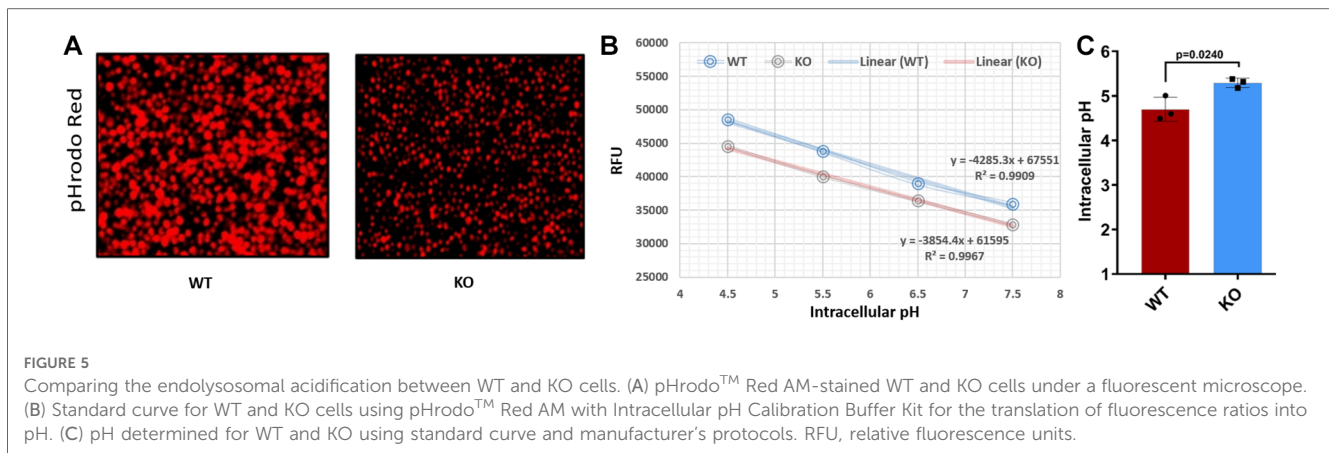 A
pHrodo Red
WT
KO
B
60000
55000
50000
45000
40000
35000
30000
25000
RFU
WT KO Linear (WT) Linear (KO)
y = -4285.3x + 67551
R² = 0.9909
y = -3854.4x + 61595
R² = 0.9967
4 4.5 5 5.5 6 6.5 7 7.5 8
Intracellular pH
C
p=0.0240
6
5
4
3
2
1
Intracellular pH
WT
KO
FIGURE 5
Comparing the endolysosomal acidification between WT and KO cells. (A) pHrodo™ Red AM-stained WT and KO cells under a fluorescent microscope.
(B) Standard curve for WT and KO cells using pHrodo™ Red AM with Intracellular pH Calibration Buffer Kit for the translation of fluorescence ratios into
pH. (C) pH determined for WT and KO using standard curve and manufacturer's protocols. RFU, relative fluorescence units.